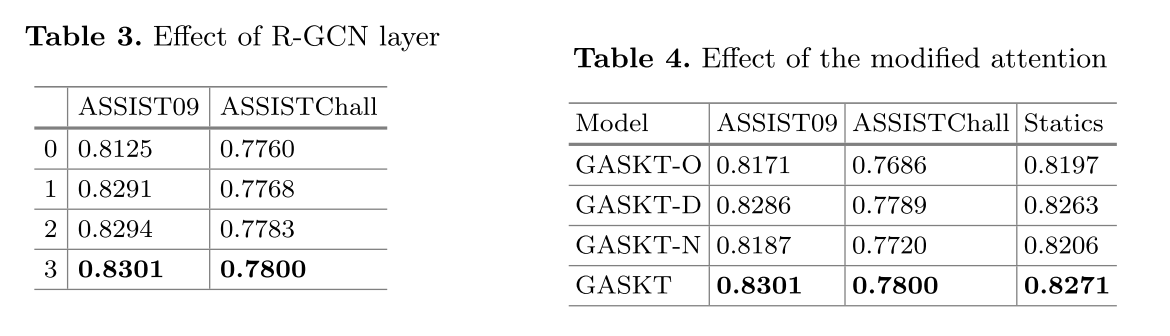 Table 3. Effect of R-GCN layer
ASSIST09 ASSISTChall
0 0.8125 0.7760
1 0.8291 0.7768
2 0.8294 0.7783
3 0.8301 0.7800
Table 4. Effect of the modified attention
Model ASSIST09 ASSISTChall Statics
GASKT-O 0.8171 0.7686 0.8197
GASKT-D 0.8286 0.7789 0.8263
GASKT-N 0.8187 0.7720 0.8206
GASKT 0.8301 0.7800 0.8271